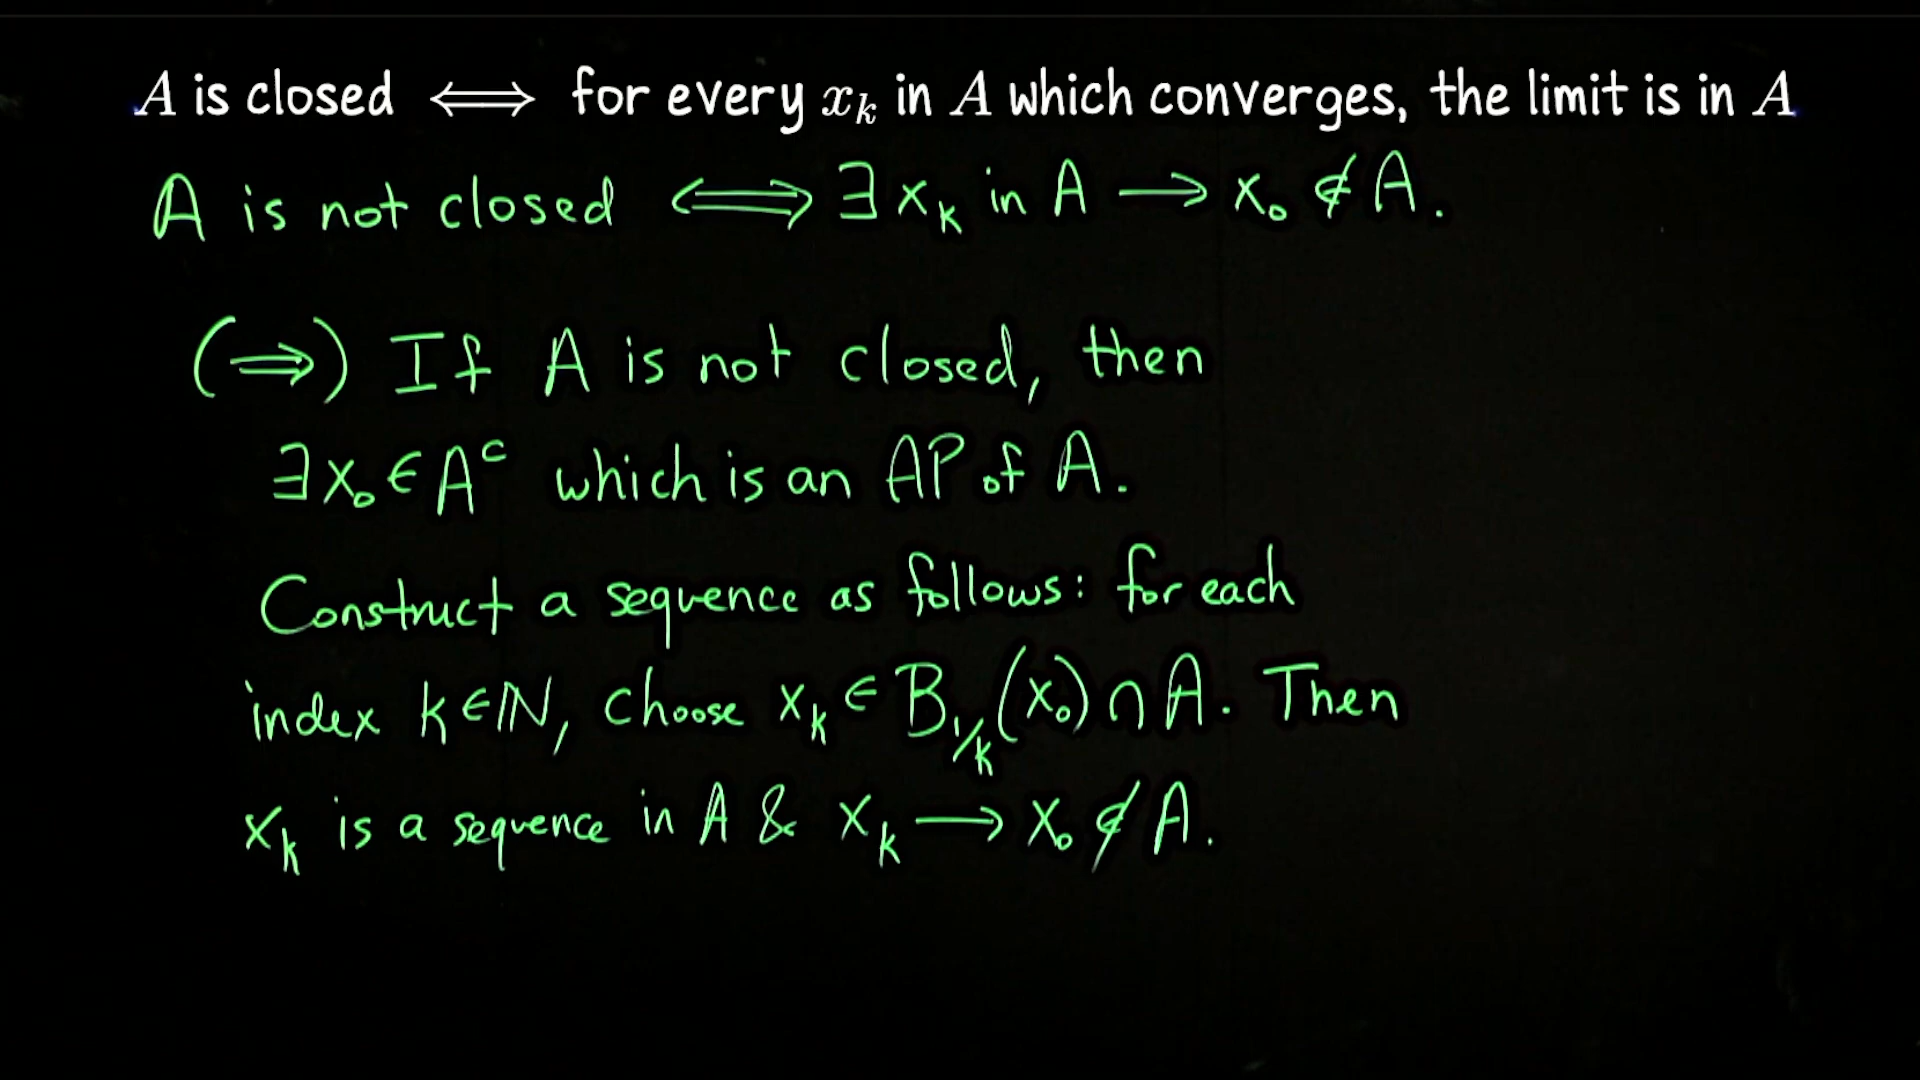 A is closed ⟺ for every x_k in A which converges, the limit is in A
A is not closed ⟺ ∃ x_k in A → x_0 ∉ A.
(⇒) If A is not closed, then
∃ x_0 ∈ A^c which is an AP of A.
Construct a sequence as follows: for each
index k ∈ ℕ, choose x_k ∈ B_{1/k}(x_0) ∩ A. Then
x_k is a sequence in A & x_k → x_0 ∉ A.